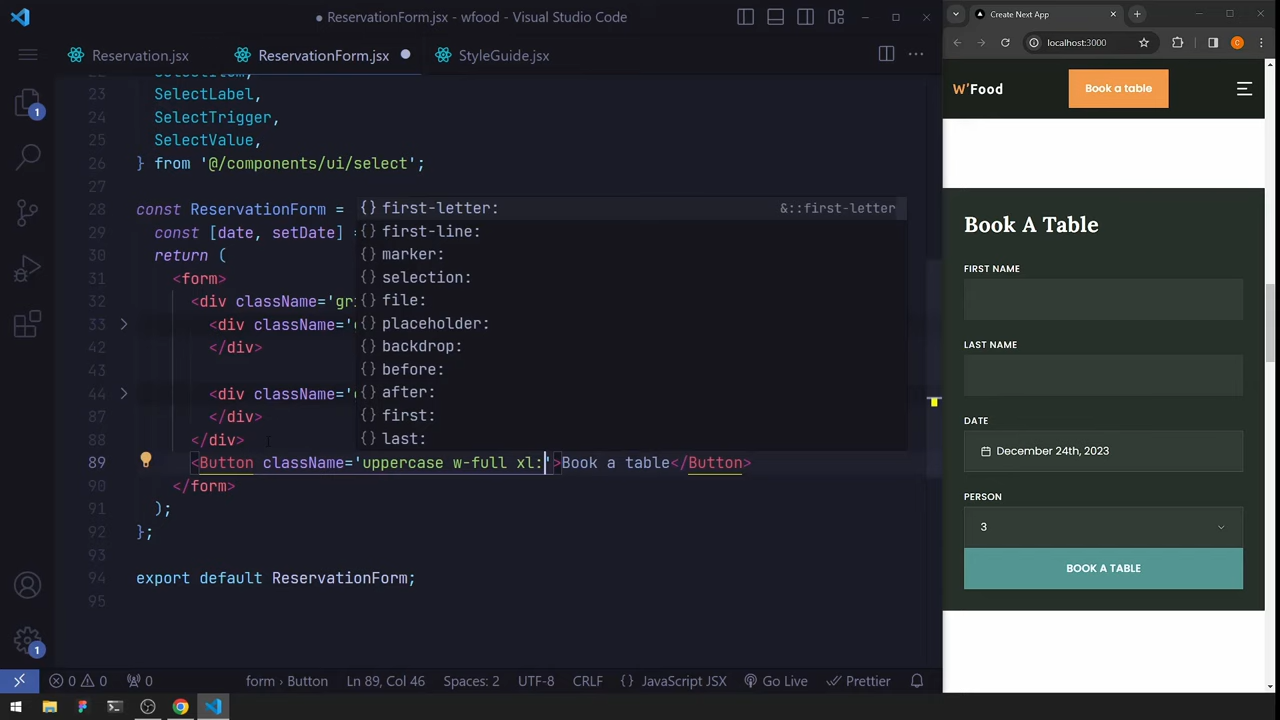 ● ReservationForm.jsx - wfood - Visual Studio Code
Reservation.jsx
ReservationForm.jsx
StyleGuide.jsx
23 SelectLabel,
24 SelectTrigger,
25 SelectValue,
26 } from '@/components/ui/select';
27
28 const ReservationForm =
29 const [date, setDate] =
30 return (
31 <form>
32 <div className='gr
33 <div className='
42 </div>
43
44 <div className='
87 </div>
88 </div>
89 <Button className='uppercase w-full xl:'>Book a table</Button>
90 </form>
91 );
92 };
93
94 export default ReservationForm;
95
{} first-letter: &::first-letter
{} first-line:
{} marker:
{} selection:
{} file:
{} placeholder:
{} backdrop:
{} before:
{} after:
{} first:
{} last:
1
1
0 0 0 form › Button Ln 89, Col 46 Spaces: 2 UTF-8 CRLF {} JavaScript JSX Go Live Prettier
Create Next App
localhost:3000
C
W'Food
Book a table
Book A Table
FIRST NAME
LAST NAME
DATE
December 24th, 2023
PERSON
3
BOOK A TABLE